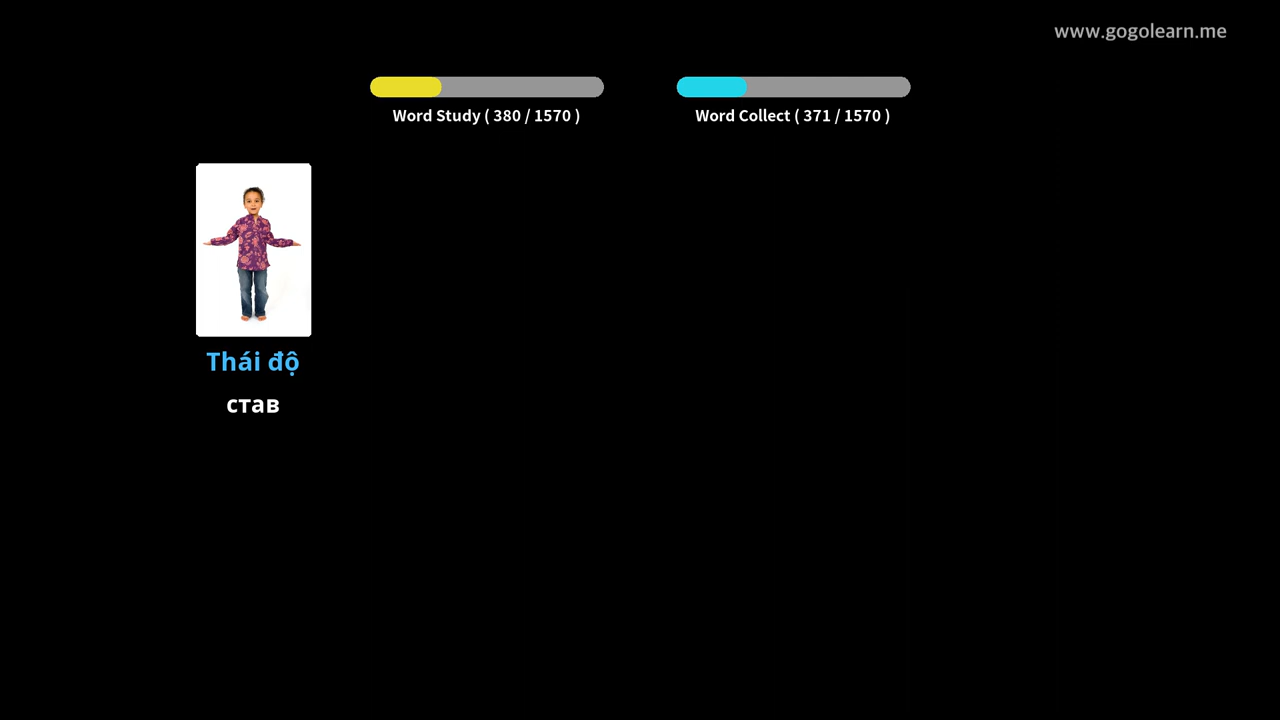 www.gogolearn.me
Word Study ( 380 / 1570 )
Word Collect ( 371 / 1570 )
Thái độ
став